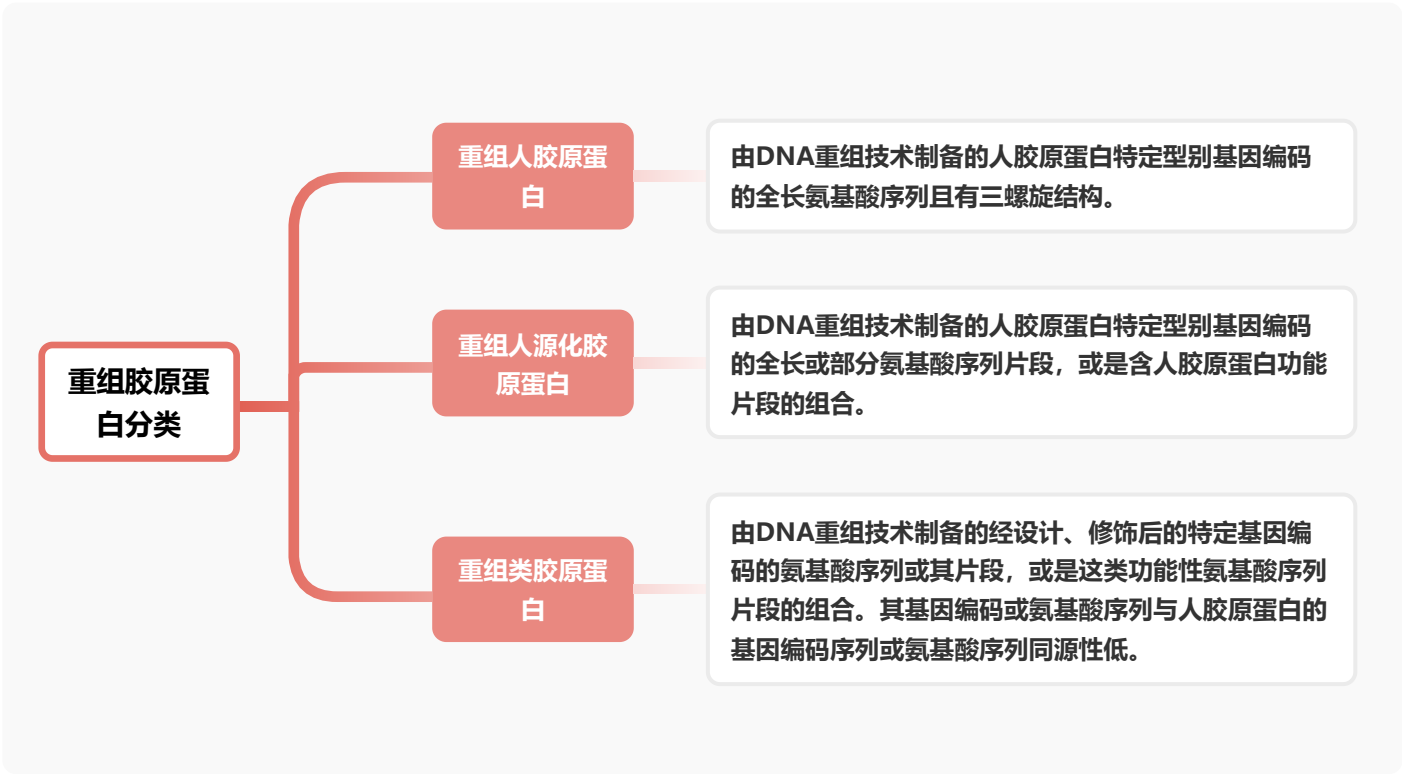 重组胶原蛋
白分类
重组人胶原蛋
白
由DNA重组技术制备的人胶原蛋白特定型别基因编码
的全长氨基酸序列且有三螺旋结构。
重组人源化胶
原蛋白
由DNA重组技术制备的人胶原蛋白特定型别基因编码
的全长或部分氨基酸序列片段，或是含人胶原蛋白功能
片段的组合。
重组类胶原蛋
白
由DNA重组技术制备的经设计、修饰后的特定基因编
码的氨基酸序列或其片段，或是这类功能性氨基酸序列
片段的组合。其基因编码或氨基酸序列与人胶原蛋白的
基因编码序列或氨基酸序列同源性低。